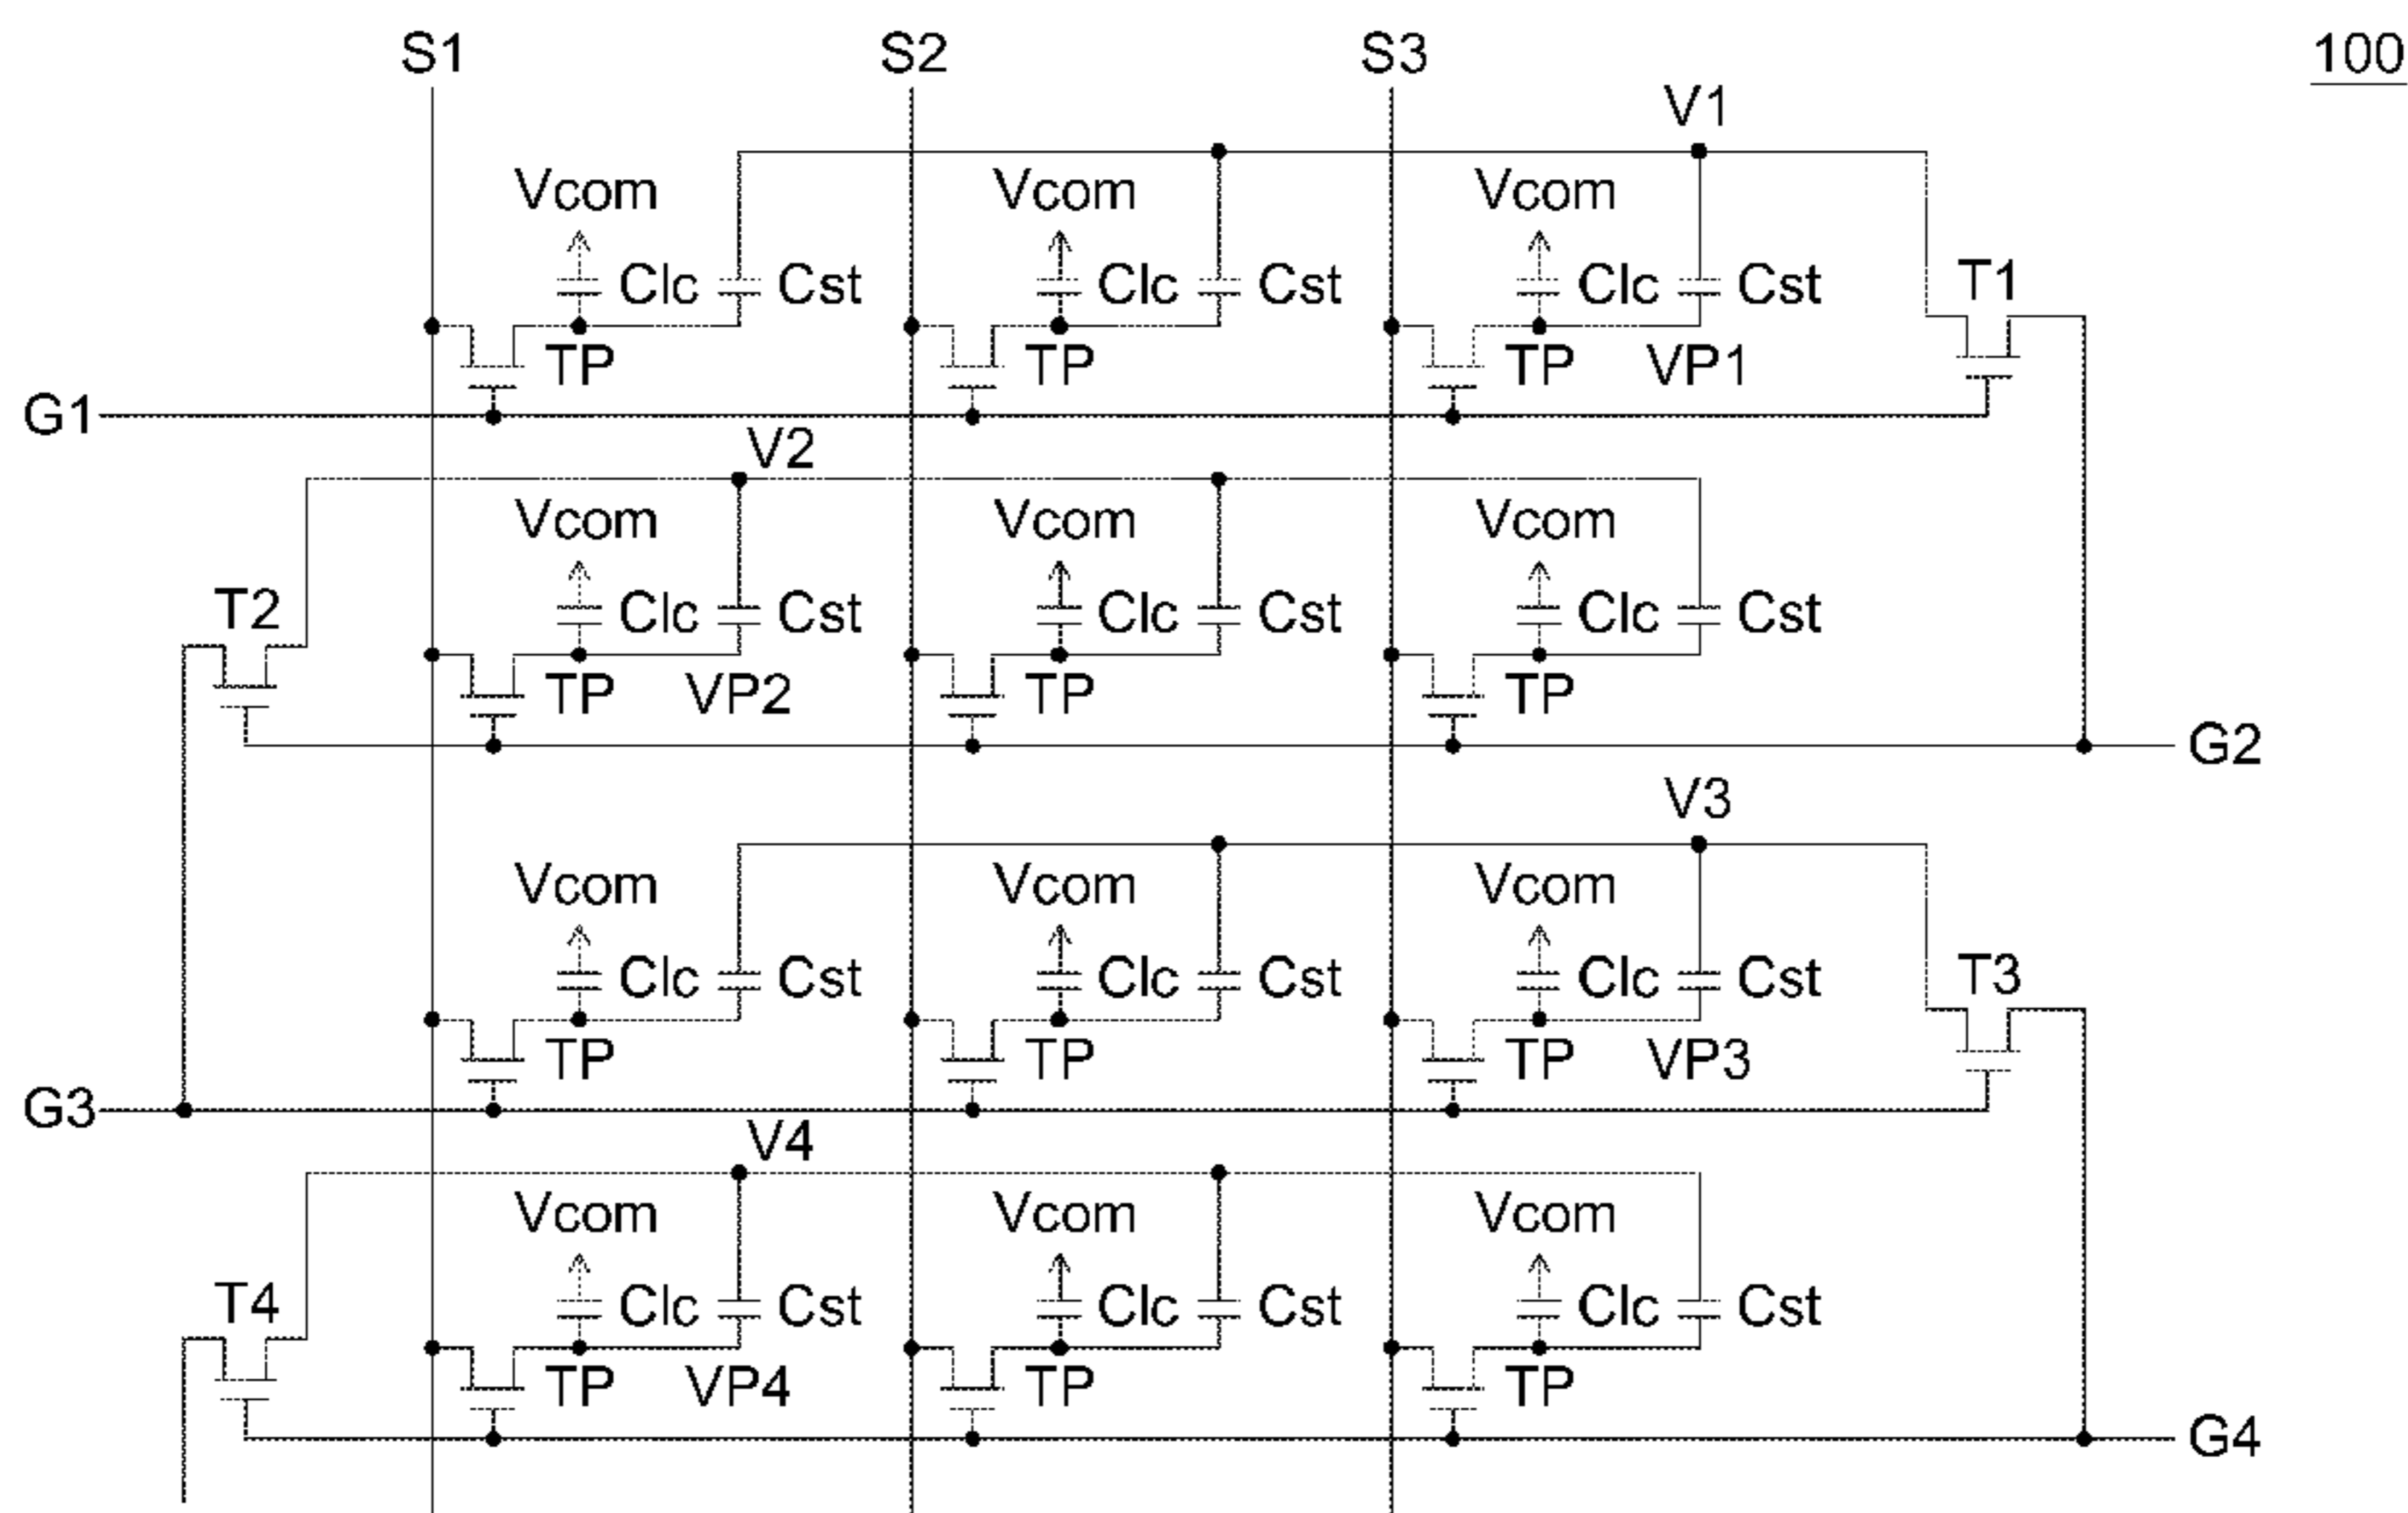 S1 S2 S3 100
V1
Vcom Vcom Vcom
Clc Cst Clc Cst Clc Cst T1
TP TP TP VP1
G1
V2
Vcom Vcom Vcom
T2 Clc Cst Clc Cst Clc Cst
TP VP2 TP TP
G2
V3
Vcom Vcom Vcom
Clc Cst Clc Cst Clc Cst T3
TP TP TP VP3
G3
V4
Vcom Vcom Vcom
T4 Clc Cst Clc Cst Clc Cst
TP VP4 TP TP
G4